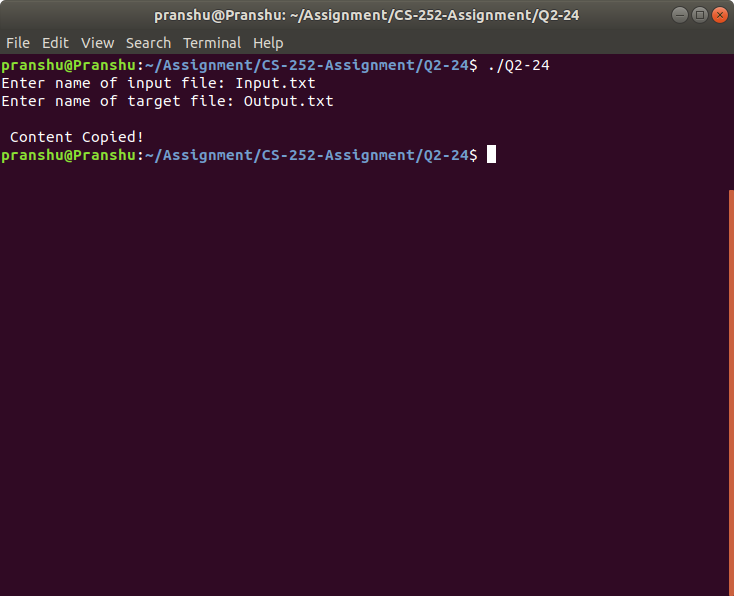 pranshu@Pranshu: ~/Assignment/CS-252-Assignment/Q2-24
File Edit View Search Terminal Help
pranshu@Pranshu:~/Assignment/CS-252-Assignment/Q2-24$ ./Q2-24
Enter name of input file: Input.txt
Enter name of target file: Output.txt
Content Copied!
pranshu@Pranshu:~/Assignment/CS-252-Assignment/Q2-24$